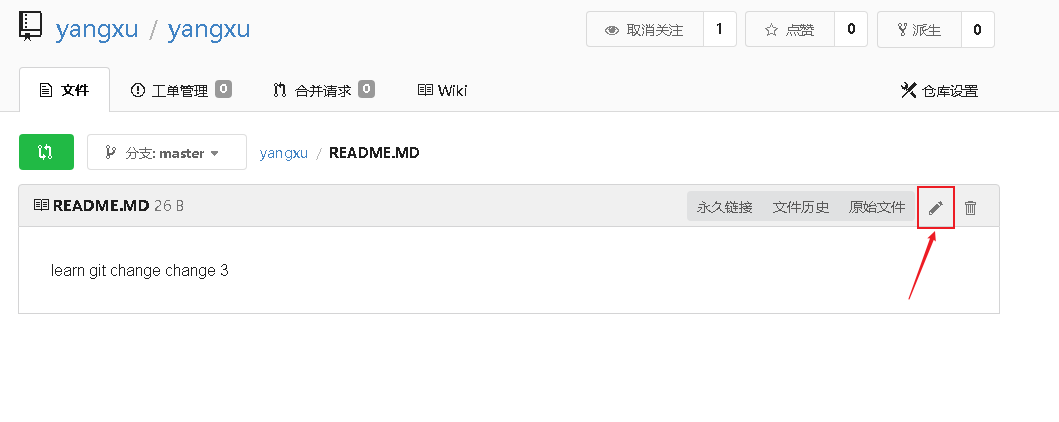 yangxu / yangxu 取消关注 1 点赞 0 派生 0
文件 工单管理 0 合并请求 0 Wiki 仓库设置
分支: master yangxu / README.MD
README.MD 26 B 永久链接 文件历史 原始文件
learn git change change 3